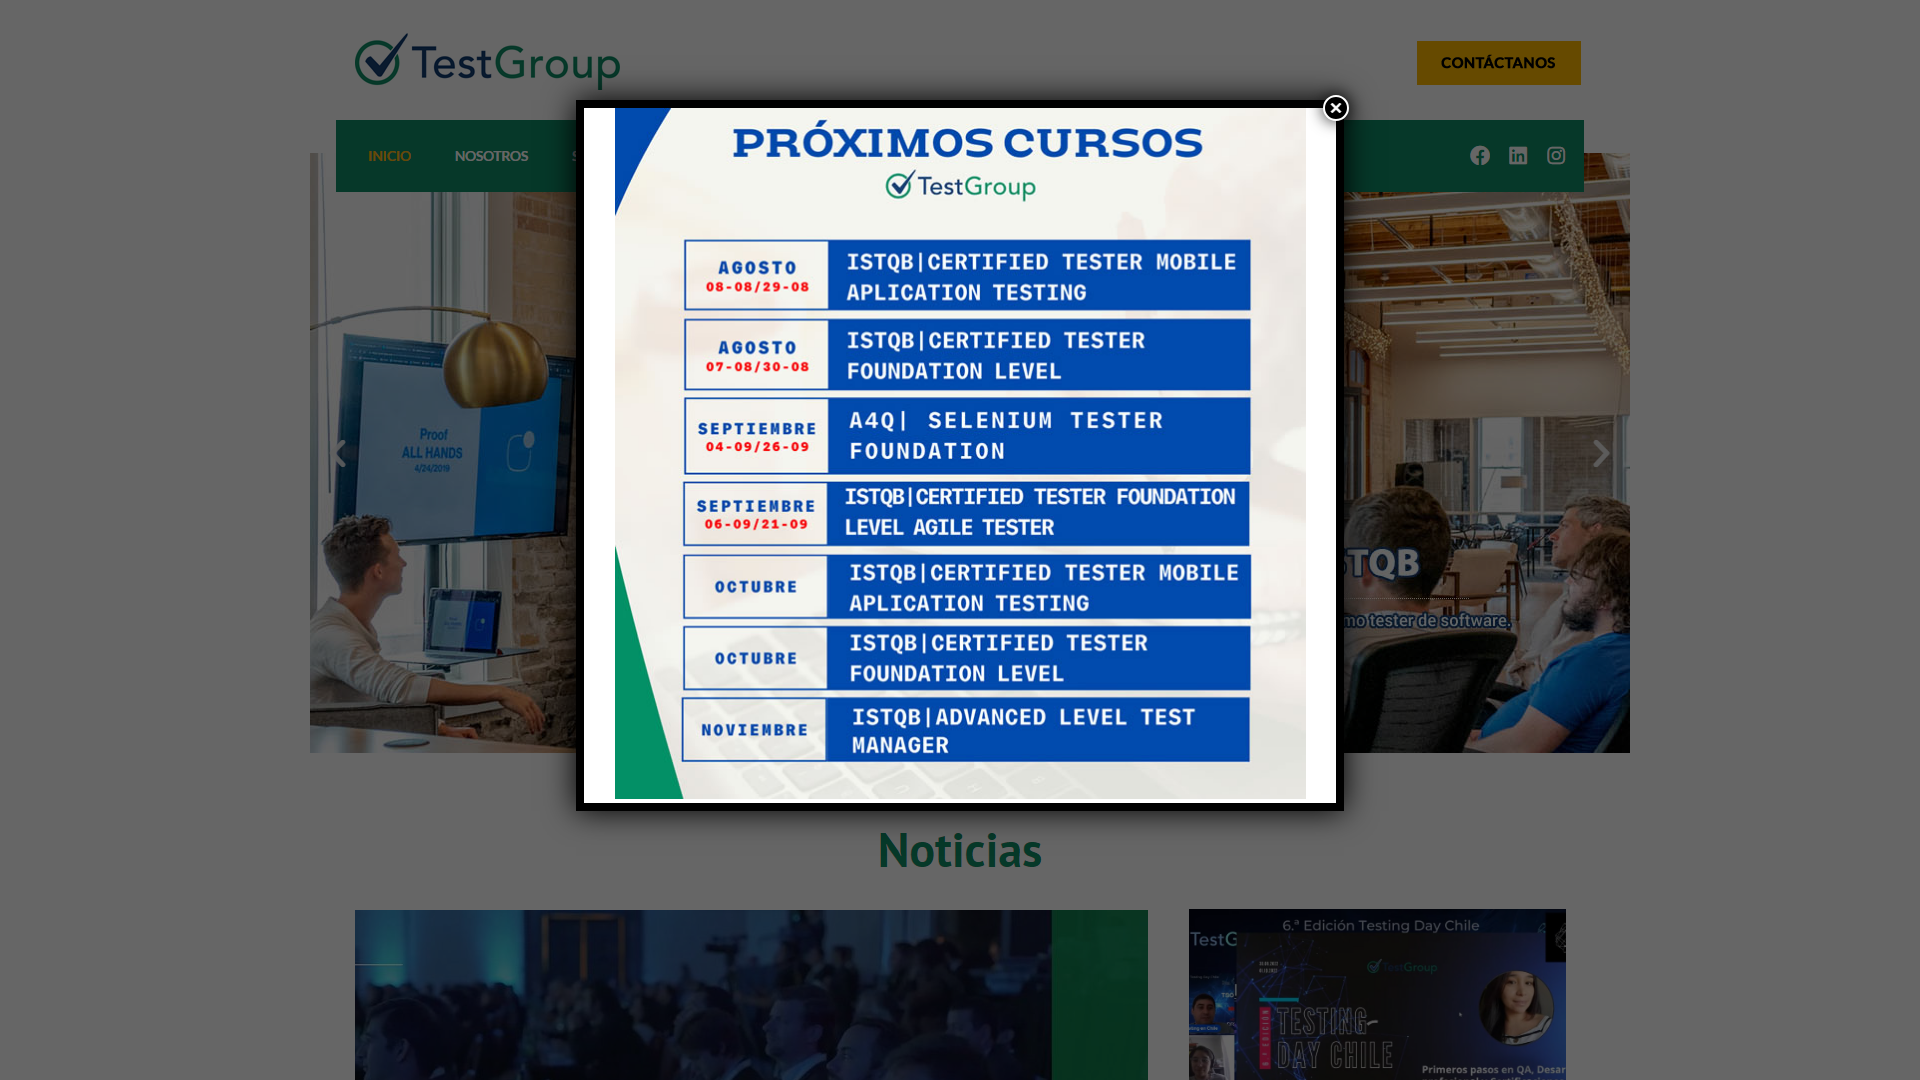 TestGroup
CONTÁCTANOS
INICIO
NOSOTROS
PRÓXIMOS CURSOS
TestGroup
AGOSTO
08-08/29-08
ISTQB|CERTIFIED TESTER MOBILE
APLICATION TESTING
AGOSTO
07-08/30-08
ISTQB|CERTIFIED TESTER
FOUNDATION LEVEL
SEPTIEMBRE
04-09/26-09
A4Q| SELENIUM TESTER
FOUNDATION
SEPTIEMBRE
06-09/21-09
ISTQB|CERTIFIED TESTER FOUNDATION
LEVEL AGILE TESTER
OCTUBRE
ISTQB|CERTIFIED TESTER MOBILE
APLICATION TESTING
OCTUBRE
ISTQB|CERTIFIED TESTER
FOUNDATION LEVEL
NOVIEMBRE
ISTQB|ADVANCED LEVEL TEST
MANAGER
Proof
ALL HANDS
4/24/2019
tester de software.
Noticias
6.ª Edición Testing Day Chile
TestGroup
TESTING
DAY CHILE
Primeros pasos en QA,